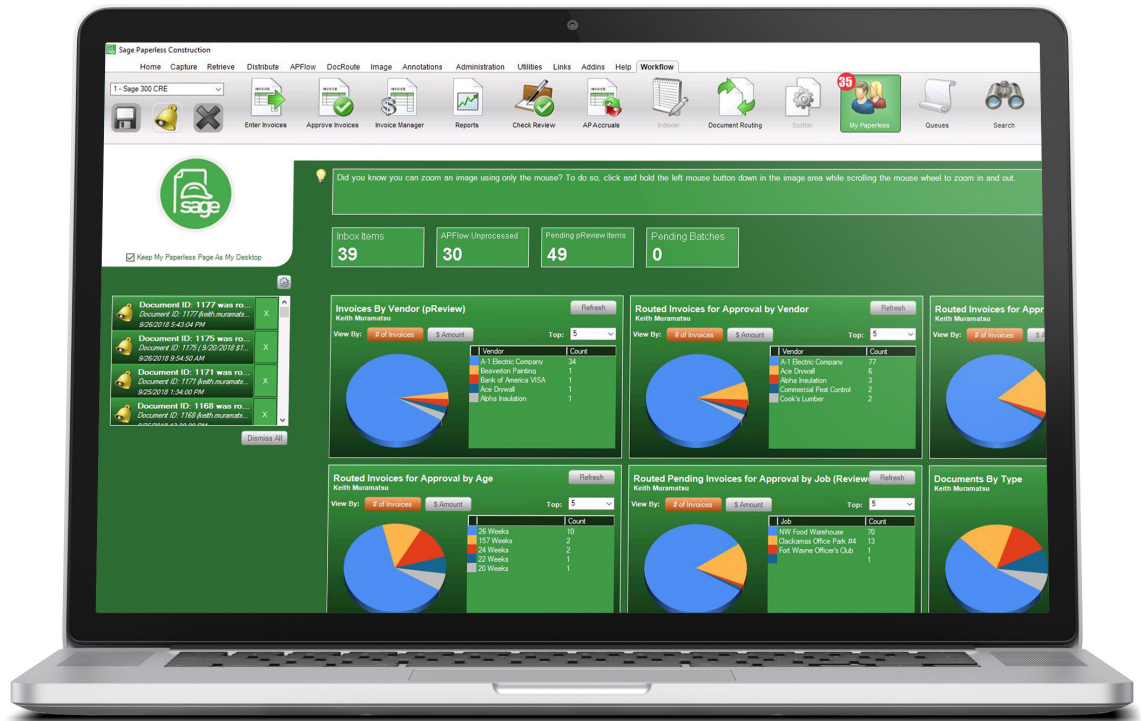 Sage Paperless Construction
Home Capture Retrieve Distribute APFlow DocRoute Image Annotations Administration Utilities Links Addins Help Workflow
1 - Sage 300 CRE
INVOICE
INVOICE
INVOICE
INVOICE
35
Enter Invoices Approve Invoices Invoice Manager Reports Check Review AP Accruals Indexer Document Routing Splitter My Paperless Queues Search
sage
Keep My Paperless Page As My Desktop
Did you know you can zoom an image using only the mouse? To do so, click and hold the left mouse button down in the image area while scrolling the mouse wheel to zoom in and out.
Inbox Items
39
APFlow Unprocessed
30
Pending pReview Items
49
Pending Batches
0
Document ID: 1177 was ro...
Document ID: 1177 (keith.muramats...
9/26/2018 5:43:04 PM
X
Document ID: 1175 was ro...
Document ID: 1175 ( 9/20/2018 $1...
9/26/2018 9:54:50 AM
X
Document ID: 1171 was ro...
Document ID: 1171 (keith.muramats...
9/25/2018 1:34:00 PM
X
Document ID: 1168 was ro...
Document ID: 1168 (keith.muramats...
X
Dismiss All
Invoices By Vendor (pReview)
Refresh
Keith Muramatsu
View By: # of Invoices $ Amount Top: 5
Vendor Count
A-1 Electric Company 34
Beaverton Painting 1
Bank of America VISA 1
Ace Drywall 1
Alpha Insulation 1
Routed Invoices for Approval by Vendor
Refresh
Keith Muramatsu
View By: # of Invoices $ Amount Top: 5
Vendor Count
A-1 Electric Company 77
Ace Drywall 6
Alpha Insulation 3
Commercial Pest Control 2
Cook's Lumber 2
Routed Invoices for Appr
Keith Muramatsu
View By: # of Invoices $ A
Routed Invoices for Approval by Age
Refresh
Keith Muramatsu
View By: # of Invoices $ Amount Top: 5
Count
26 Weeks 10
157 Weeks 2
24 Weeks 2
22 Weeks 1
20 Weeks 1
Routed Pending Invoices for Approval by Job (Review
Refresh
Keith Muramatsu
View By: # of Invoices $ Amount Top: 5
Job Count
NW Food Warehouse 70
Clackamas Office Park #4 13
Fort Wayne Officer's Club 1
1
Documents By Type
Keith Muramatsu